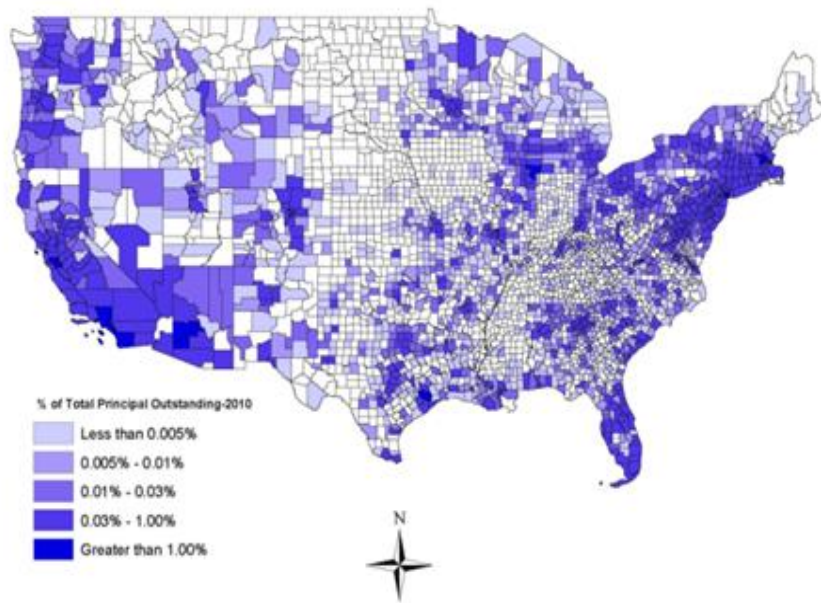 % of Total Principal Outstanding-2010
Less than 0.005%
0.005% - 0.01%
0.01% - 0.03%
0.03% - 1.00%
Greater than 1.00%
N